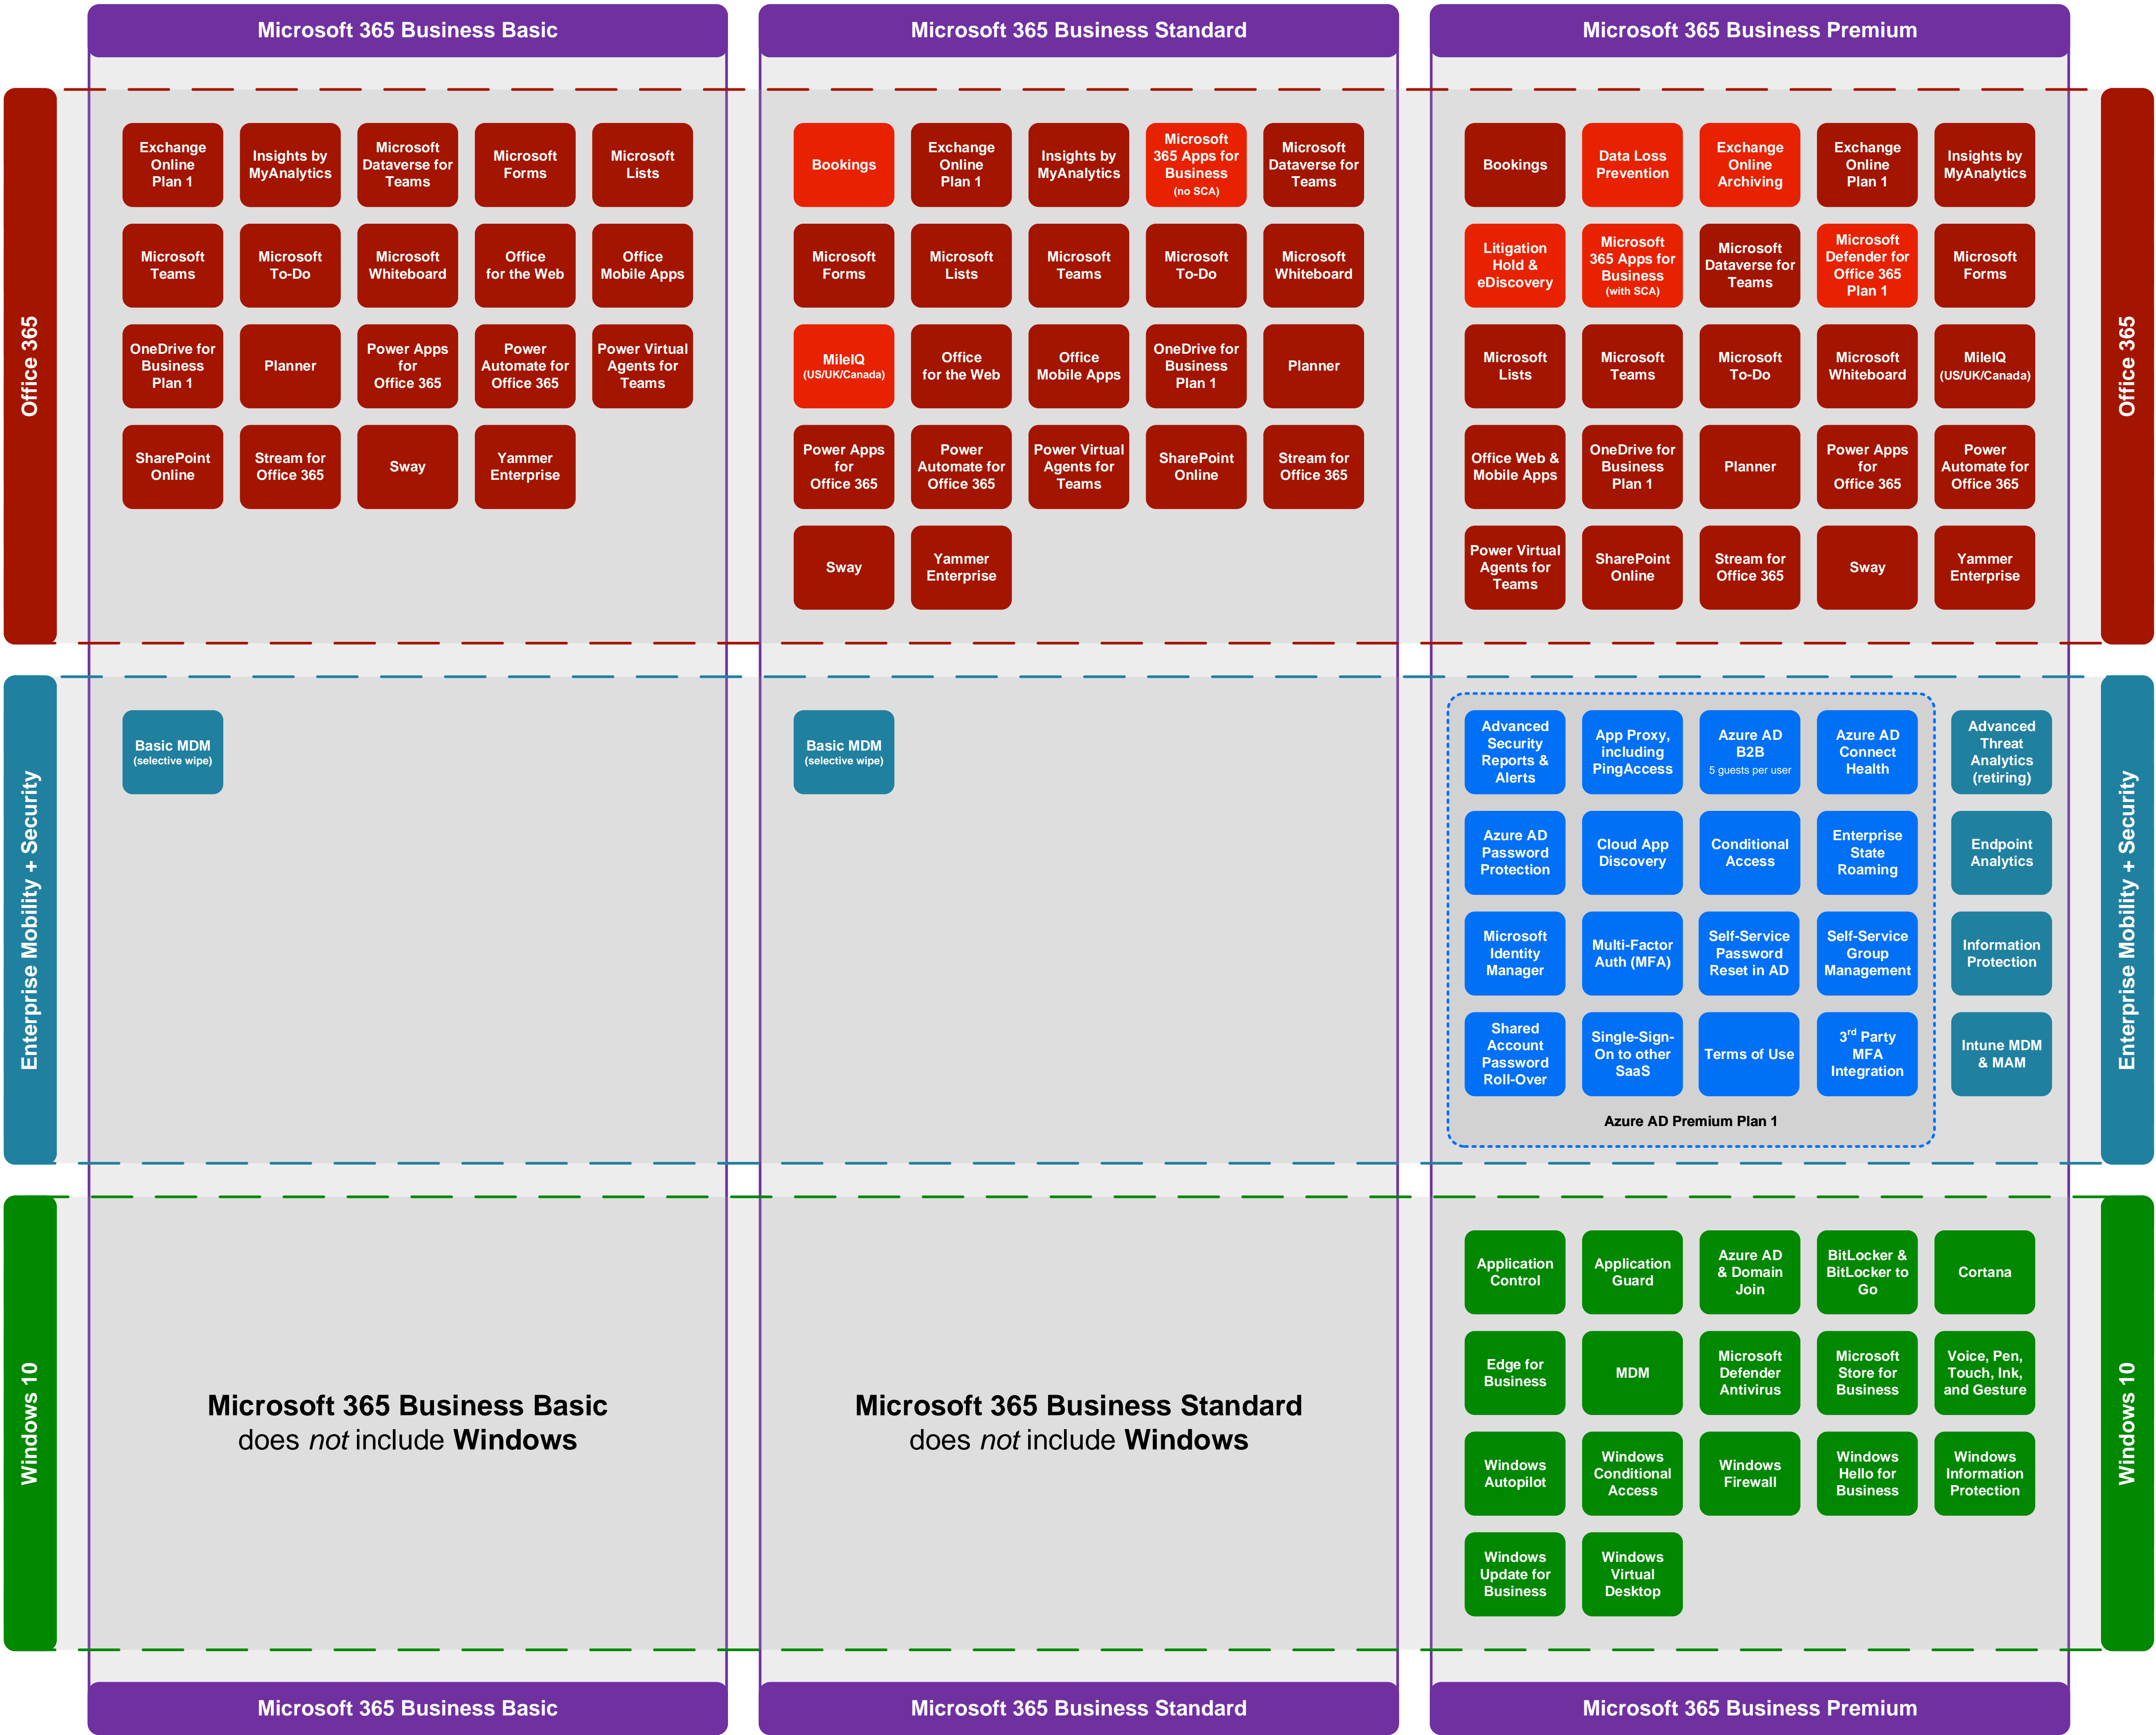 Microsoft 365 Business Basic
Microsoft 365 Business Standard
Microsoft 365 Business Premium
Office 365
Exchange
Online
Plan 1
Insights by
MyAnalytics
Microsoft
Dataverse for
Teams
Microsoft
Forms
Microsoft
Lists
Microsoft
Teams
Microsoft
To-Do
Microsoft
Whiteboard
Office
for the Web
Office
Mobile Apps
OneDrive for
Business
Plan 1
Planner
Power Apps
for
Office 365
Power
Automate for
Office 365
Power Virtual
Agents for
Teams
SharePoint
Online
Stream for
Office 365
Sway
Yammer
Enterprise
Bookings
Exchange
Online
Plan 1
Insights by
MyAnalytics
Microsoft
365 Apps for
Business
(no SCA)
Microsoft
Dataverse for
Teams
Microsoft
Forms
Microsoft
Lists
Microsoft
Teams
Microsoft
To-Do
Microsoft
Whiteboard
MileIQ
(US/UK/Canada)
Office
for the Web
Office
Mobile Apps
OneDrive for
Business
Plan 1
Planner
Power Apps
for
Office 365
Power
Automate for
Office 365
Power Virtual
Agents for
Teams
SharePoint
Online
Stream for
Office 365
Sway
Yammer
Enterprise
Bookings
Data Loss
Prevention
Exchange
Online
Archiving
Exchange
Online
Plan 1
Insights by
MyAnalytics
Litigation
Hold &
eDiscovery
Microsoft
365 Apps for
Business
(with SCA)
Microsoft
Dataverse for
Teams
Microsoft
Defender for
Office 365
Plan 1
Microsoft
Forms
Microsoft
Lists
Microsoft
Teams
Microsoft
To-Do
Microsoft
Whiteboard
MileIQ
(US/UK/Canada)
Office Web &
Mobile Apps
OneDrive for
Business
Plan 1
Planner
Power Apps
for
Office 365
Power
Automate for
Office 365
Power Virtual
Agents for
Teams
SharePoint
Online
Stream for
Office 365
Sway
Yammer
Enterprise
Office 365
Enterprise Mobility + Security
Basic MDM
(selective wipe)
Basic MDM
(selective wipe)
Advanced
Security
Reports &
Alerts
App Proxy,
including
PingAccess
Azure AD
B2B
5 guests per user
Azure AD
Connect
Health
Advanced
Threat
Analytics
(retiring)
Azure AD
Password
Protection
Cloud App
Discovery
Conditional
Access
Enterprise
State
Roaming
Endpoint
Analytics
Microsoft
Identity
Manager
Multi-Factor
Auth (MFA)
Self-Service
Password
Reset in AD
Self-Service
Group
Management
Information
Protection
Shared
Account
Password
Roll-Over
Single-Sign-
On to other
SaaS
Terms of Use
3rd Party
MFA
Integration
Intune MDM
& MAM
Azure AD Premium Plan 1
Enterprise Mobility + Security
Windows 10
Microsoft 365 Business Basic
does not include Windows
Microsoft 365 Business Standard
does not include Windows
Application
Control
Application
Guard
Azure AD
& Domain
Join
BitLocker &
BitLocker to
Go
Cortana
Edge for
Business
MDM
Microsoft
Defender
Antivirus
Microsoft
Store for
Business
Voice, Pen,
Touch, Ink,
and Gesture
Windows
Autopilot
Windows
Conditional
Access
Windows
Firewall
Windows
Hello for
Business
Windows
Information
Protection
Windows
Update for
Business
Windows
Virtual
Desktop
Windows 10
Microsoft 365 Business Basic
Microsoft 365 Business Standard
Microsoft 365 Business Premium